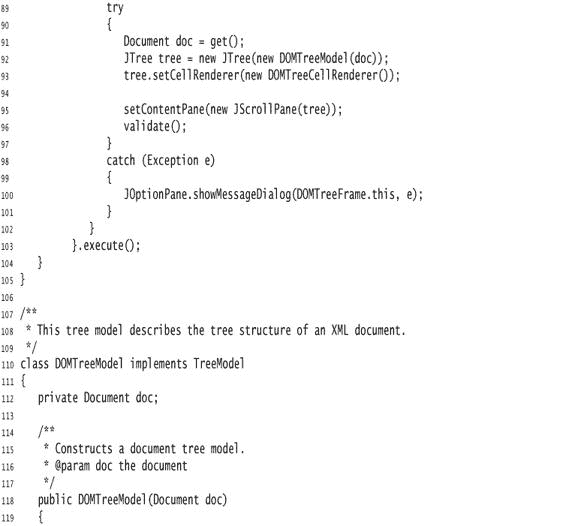 89 try
90 {
91 Document doc = get();
92 JTree tree = new JTree(new DOMTreeModel(doc));
93 tree.setCellRenderer(new DOMTreeCellRenderer());
94
95 setContentPane(new JScrollPane(tree));
96 validate();
97 }
98 catch (Exception e)
99 {
100 JOptionPane.showMessageDialog(DOMTreeFrame.this, e);
101 }
102 }
103 }.execute();
104 }
105 }
106
107 /**
108 * This tree model describes the tree structure of an XML document.
109 */
110 class DOMTreeModel implements TreeModel
111 {
112 private Document doc;
113
114 /**
115 * Constructs a document tree model.
116 * @param doc the document
117 */
118 public DOMTreeModel(Document doc)
119 {